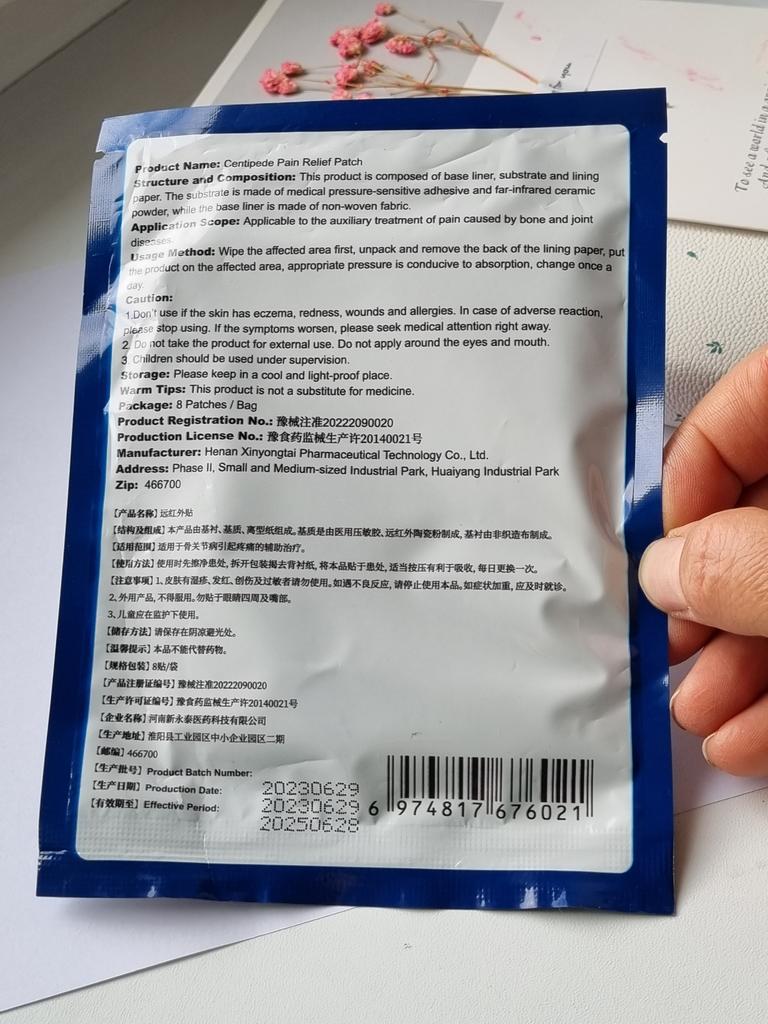 for you
To see a world in a
And a
Product Name: Centipede Pain Relief Patch
Structure and Composition: This product is composed of base liner, substrate and lining
paper. The substrate is made of medical pressure-sensitive adhesive and far-infrared ceramic
powder, while the base liner is made of non-woven fabric.
Application Scope: Applicable to the auxiliary treatment of pain caused by bone and joint
diseases.
Usage Method: Wipe the affected area first, unpack and remove the back of the lining paper, put
the product on the affected area, appropriate pressure is conducive to absorption, change once a
day.
Caution:
1.Don't use if the skin has eczema, redness, wounds and allergies. In case of adverse reaction,
please stop using. If the symptoms worsen, please seek medical attention right away.
2. Do not take the product for external use. Do not apply around the eyes and mouth.
3. Children should be used under supervision.
Storage: Please keep in a cool and light-proof place.
Warm Tips: This product is not a substitute for medicine.
Package: 8 Patches / Bag
Product Registration No.: 豫械注准20222090020
Production License No.: 豫食药监械生产许20140021号
Manufacturer: Henan Xinyongtai Pharmaceutical Technology Co., Ltd.
Address: Phase II, Small and Medium-sized Industrial Park, Huaiyang Industrial Park
Zip: 466700
【产品名称】远红外贴
【结构及组成】本产品由基衬、基质、离型纸组成。基质是由医用压敏胶、远红外陶瓷粉制成，基衬由非织造布制成。
【适用范围】适用于骨关节病引起疼痛的辅助治疗。
【使用方法】使用时先擦净患处，拆开包装揭去背衬纸，将本品贴于患处，适当按压有利于吸收，每日更换一次。
【注意事项】1、皮肤有湿疹、发红、创伤及过敏者请勿使用。如遇不良反应，请停止使用本品。如症状加重，应及时就诊。
2、外用产品，不得服用。勿贴于眼睛四周及嘴部。
3、儿童应在监护下使用。
【储存方法】请保存在阴凉避光处。
【温馨提示】本品不能代替药物。
【规格包装】8贴/袋
【产品注册证编号】豫械注准20222090020
【生产许可证编号】豫食药监械生产许20140021号
【企业名称】河南新永泰医药科技有限公司
【生产地址】淮阳县工业园区中小企业园区二期
【邮编】466700
【生产批号】Product Batch Number: 20230629
【生产日期】Production Date: 20230629
【有效期至】Effective Period: 20250628
6 974817 676021